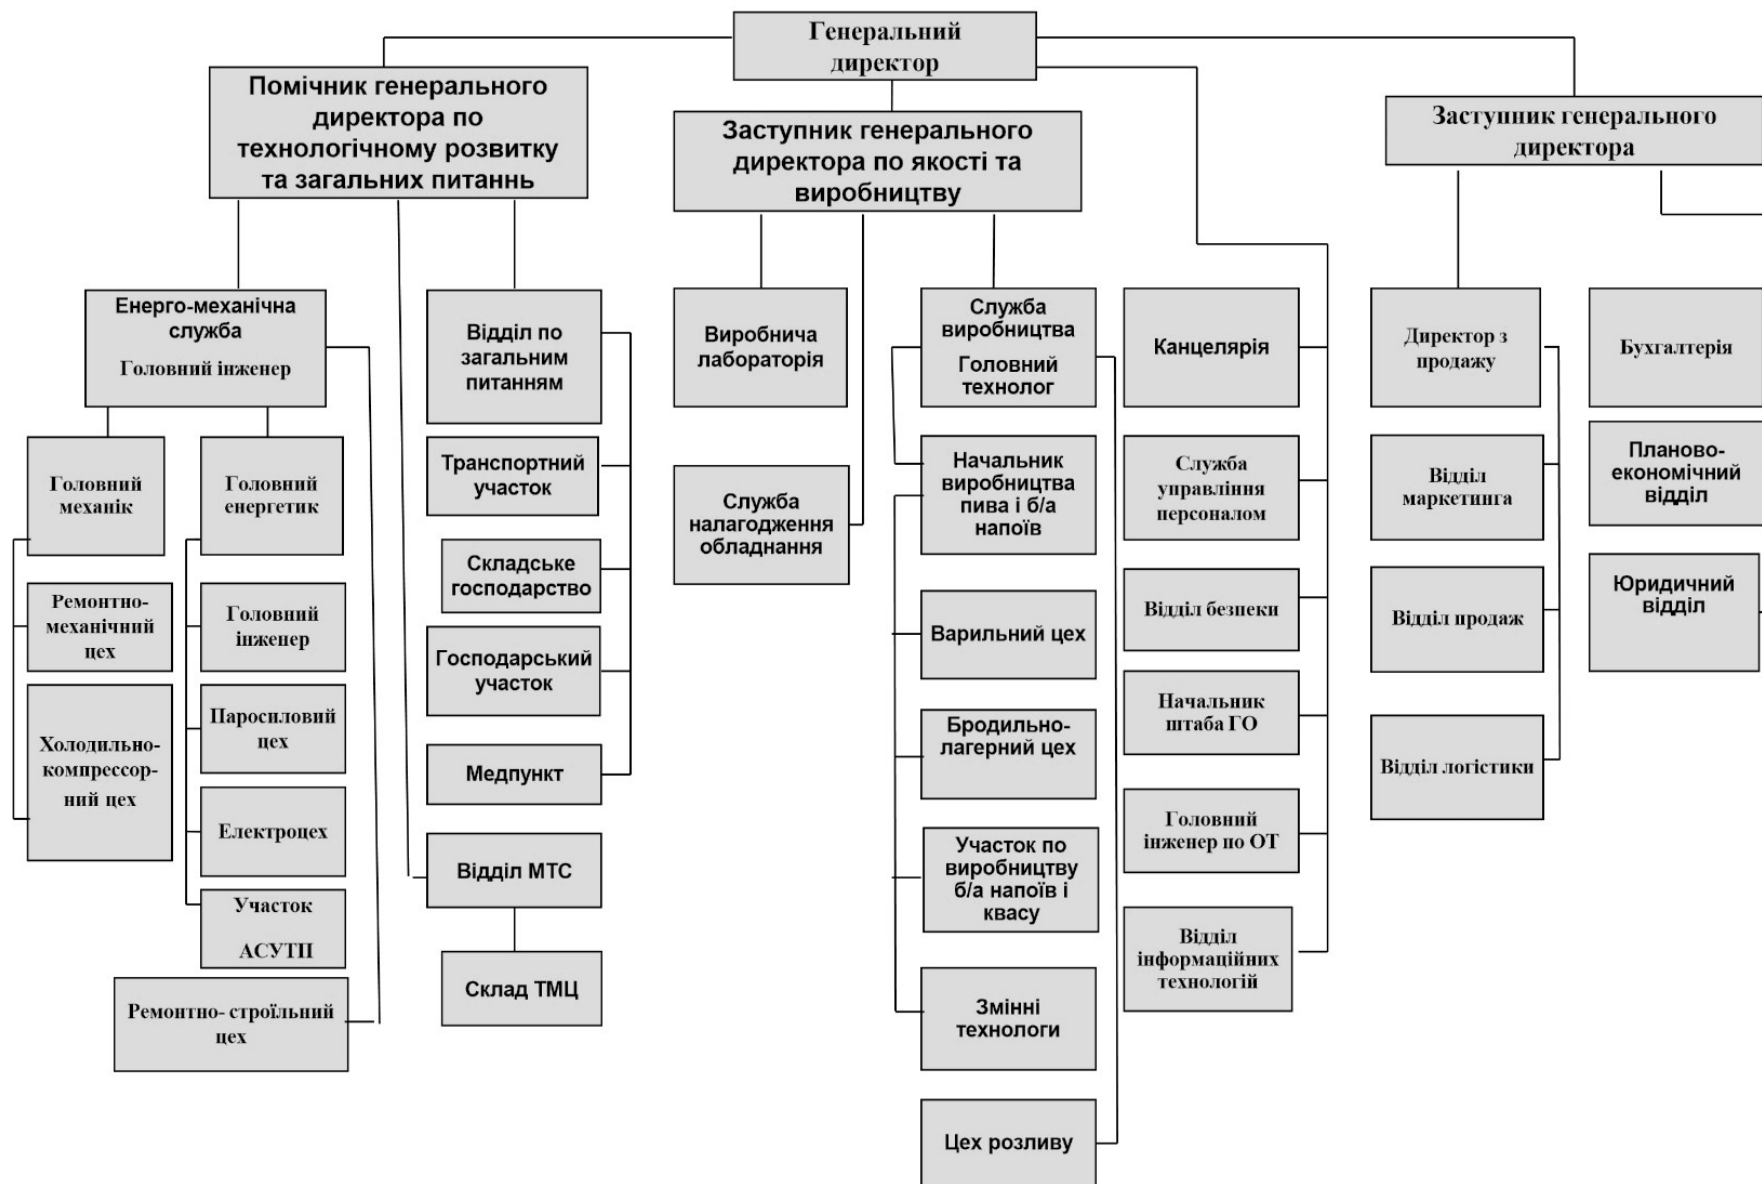 Генеральний
директор
Помічник генерального
директора по
технологічному розвитку
та загальних питаннь
Заступник генерального
директора по якості та
виробництву
Заступник генерального
директора
Енерго-механічна
служба
Головний інженер
Головний
механік
Ремонтно-
механічний
цех
Холодильно-
компрессор-
ний цех
Головний
енергетик
Головний
інженер
Паросиловий
цех
Електроцех
Участок
АСУТП
Ремонтно- строїльний
цех
Відділ по
загальним
питанням
Транспортний
участок
Складське
господарство
Господарський
участок
Медпункт
Відділ МТС
Склад ТМЦ
Виробнича
лабораторія
Служба
налагодження
обладнання
Служба
виробництва
Головний
технолог
Начальник
виробництва
пива і б/а
напоїв
Варильний цех
Бродильно-
лагерний цех
Участок по
виробництву
б/а напоїв і
квасу
Змінні
технологи
Цех розливу
Канцелярія
Служба
управління
персоналом
Відділ безпеки
Начальник
штаба ГО
Головний
інженер по ОТ
Відділ
інформаційних
технологій
Директор з
продажу
Відділ
маркетинга
Відділ продаж
Відділ логістики
Бухгалтерія
Планово-
економічний
відділ
Юридичний
відділ